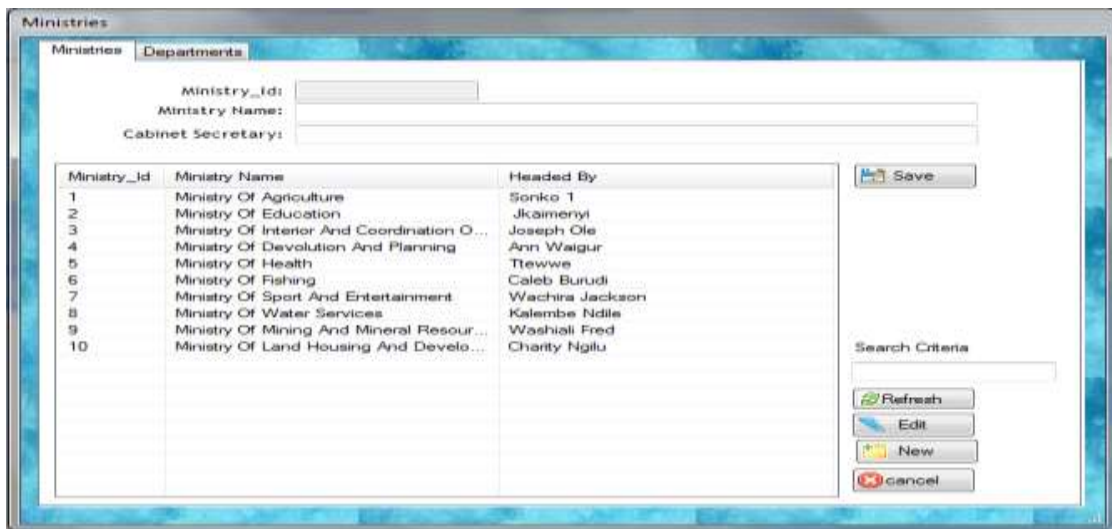 Ministries
Ministries Departments
Ministry_Id:
Ministry Name:
Cabinet Secretary:
Ministry_Id Ministry Name Headed By
1 Ministry Of Agriculture Sonko 1
2 Ministry Of Education Jkaimenyi
3 Ministry Of Interior And Coordination O... Joseph Ole
4 Ministry Of Devolution And Planning Ann Waigur
5 Ministry Of Health Ttewwe
6 Ministry Of Fishing Caleb Burudi
7 Ministry Of Sport And Entertainment Wachira Jackson
8 Ministry Of Water Services Kalembe Ndile
9 Ministry Of Mining And Mineral Resour... Washiali Fred
10 Ministry Of Land Housing And Develo... Charity Ngilu
Save
Search Criteria
Refresh
Edit
New
cancel